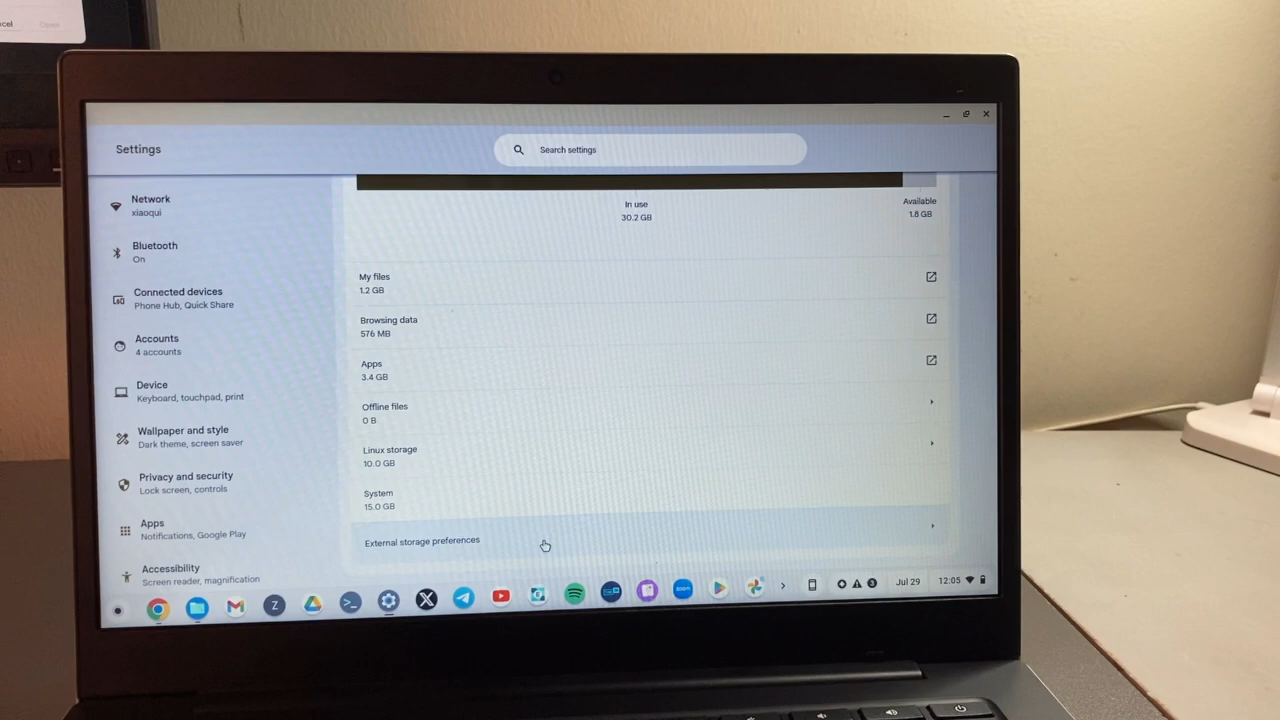 Open
Settings
Search settings
Network
xiaoqui
Bluetooth
On
Connected devices
Phone Hub, Quick Share
Accounts
4 accounts
Device
Keyboard, touchpad, print
Wallpaper and style
Dark theme, screen saver
Privacy and security
Lock screen, controls
Apps
Notifications, Google Play
Accessibility
Screen reader, magnification
In use
30.2 GB
Available
1.8 GB
My files
1.2 GB
Browsing data
576 MB
Apps
3.4 GB
Offline files
0 B
Linux storage
10.0 GB
System
15.0 GB
External storage preferences
Z
zoom
3
Jul 29
12:05